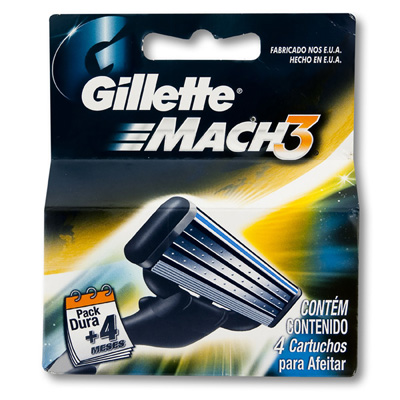 FABRICADO NOS E.U.A.
HECHO EN E.U.A.
Gillette®
MACH3
Pack
Dura
+4
MESES
CONTÉM
CONTENIDO
4 Cartuchos
para Afeitar